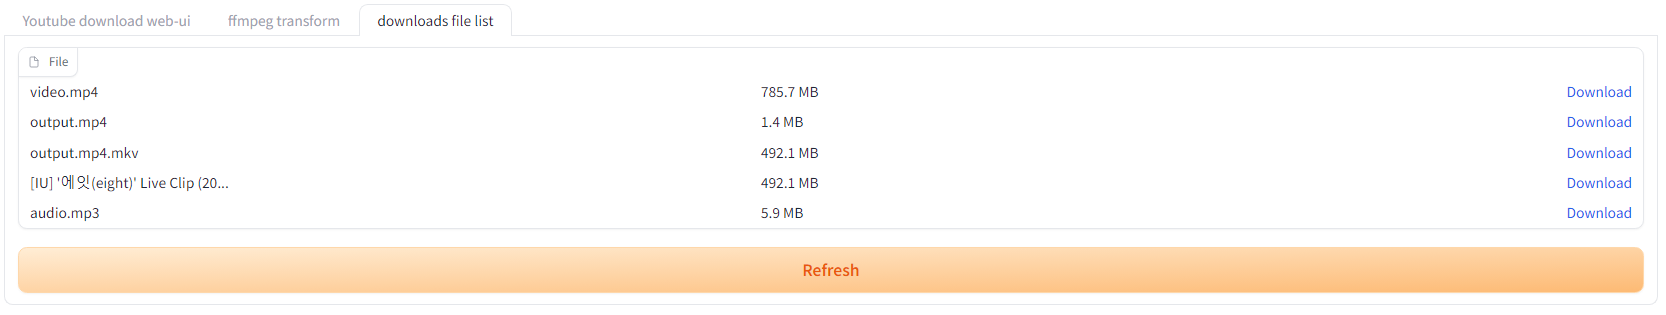 Youtube download web-ui ffmpeg transform downloads file list
File
video.mp4 785.7 MB Download
output.mp4 1.4 MB Download
output.mp4.mkv 492.1 MB Download
[IU] '에잇(eight)' Live Clip (20... 492.1 MB Download
audio.mp3 5.9 MB Download
Refresh